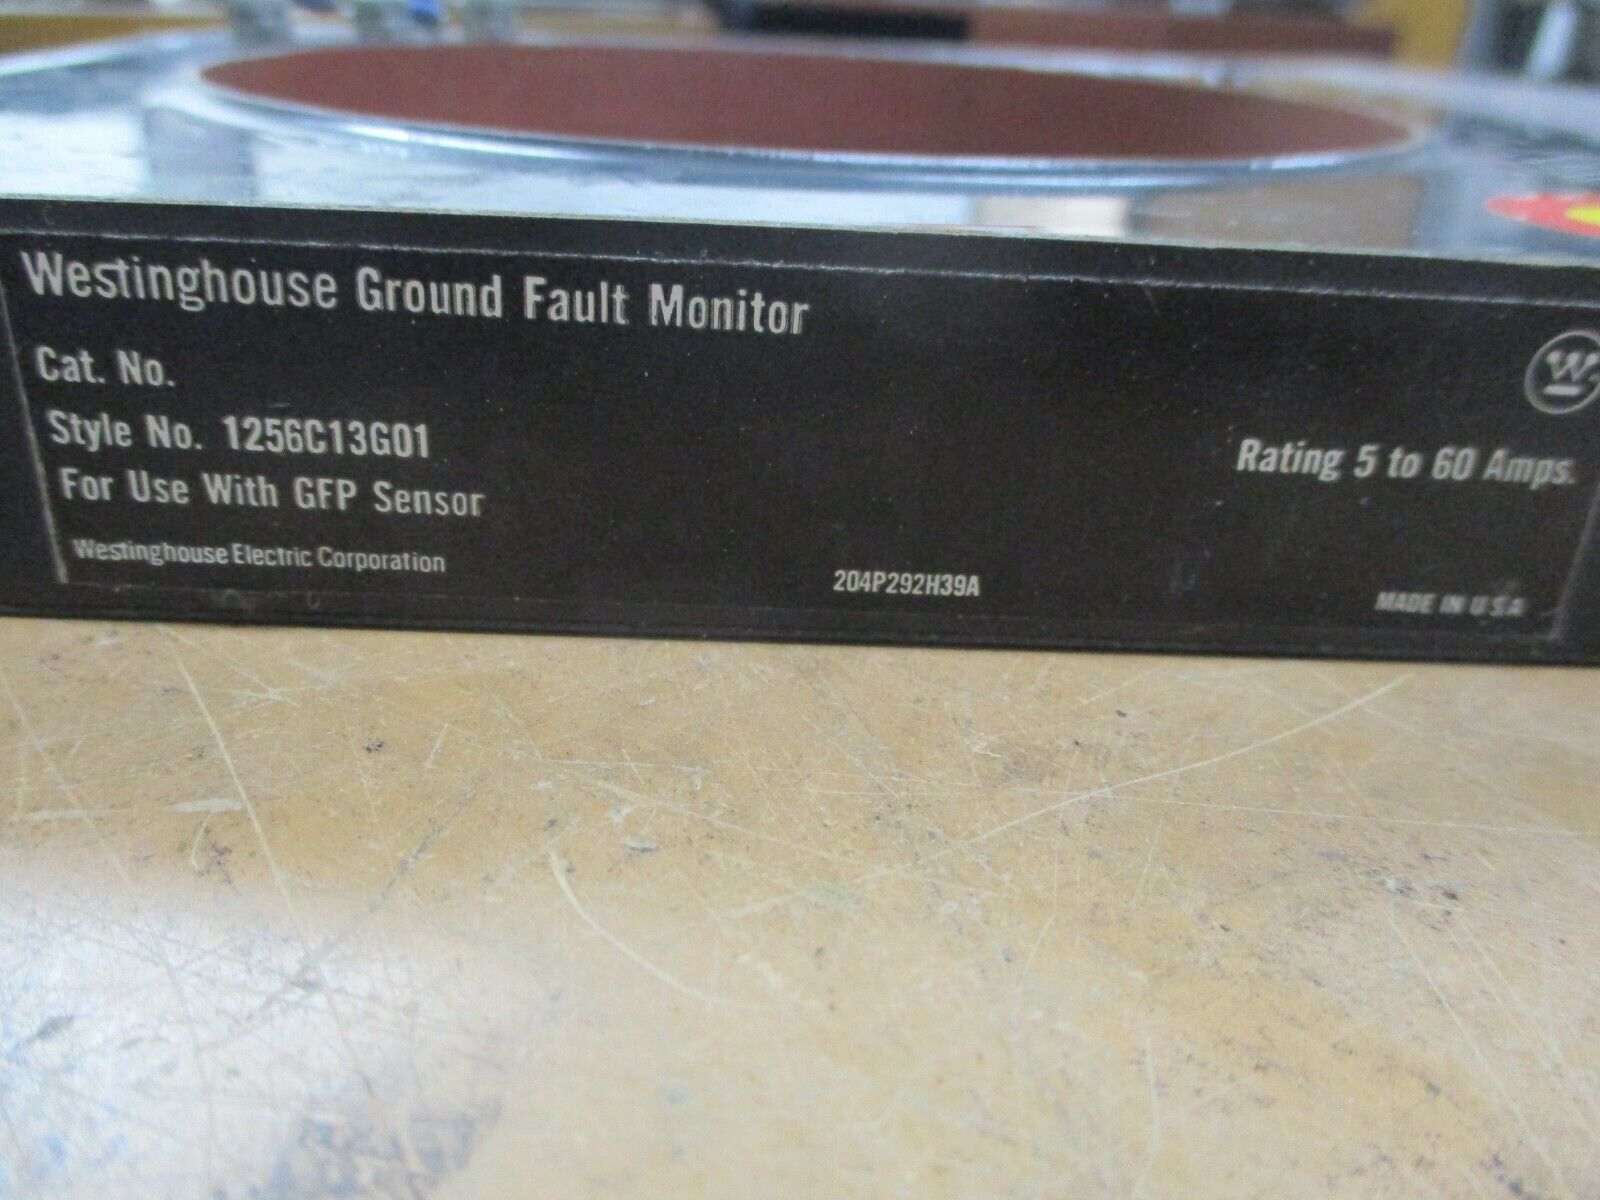 Westinghouse Ground Fault Monitor
Cat. No.
W
Style No. 1256C13G01
Rating 5 to 60 Amps.
For Use With GFP Sensor
Westinghouse Electric Corporation
204P292H39A
MADE IN U S A